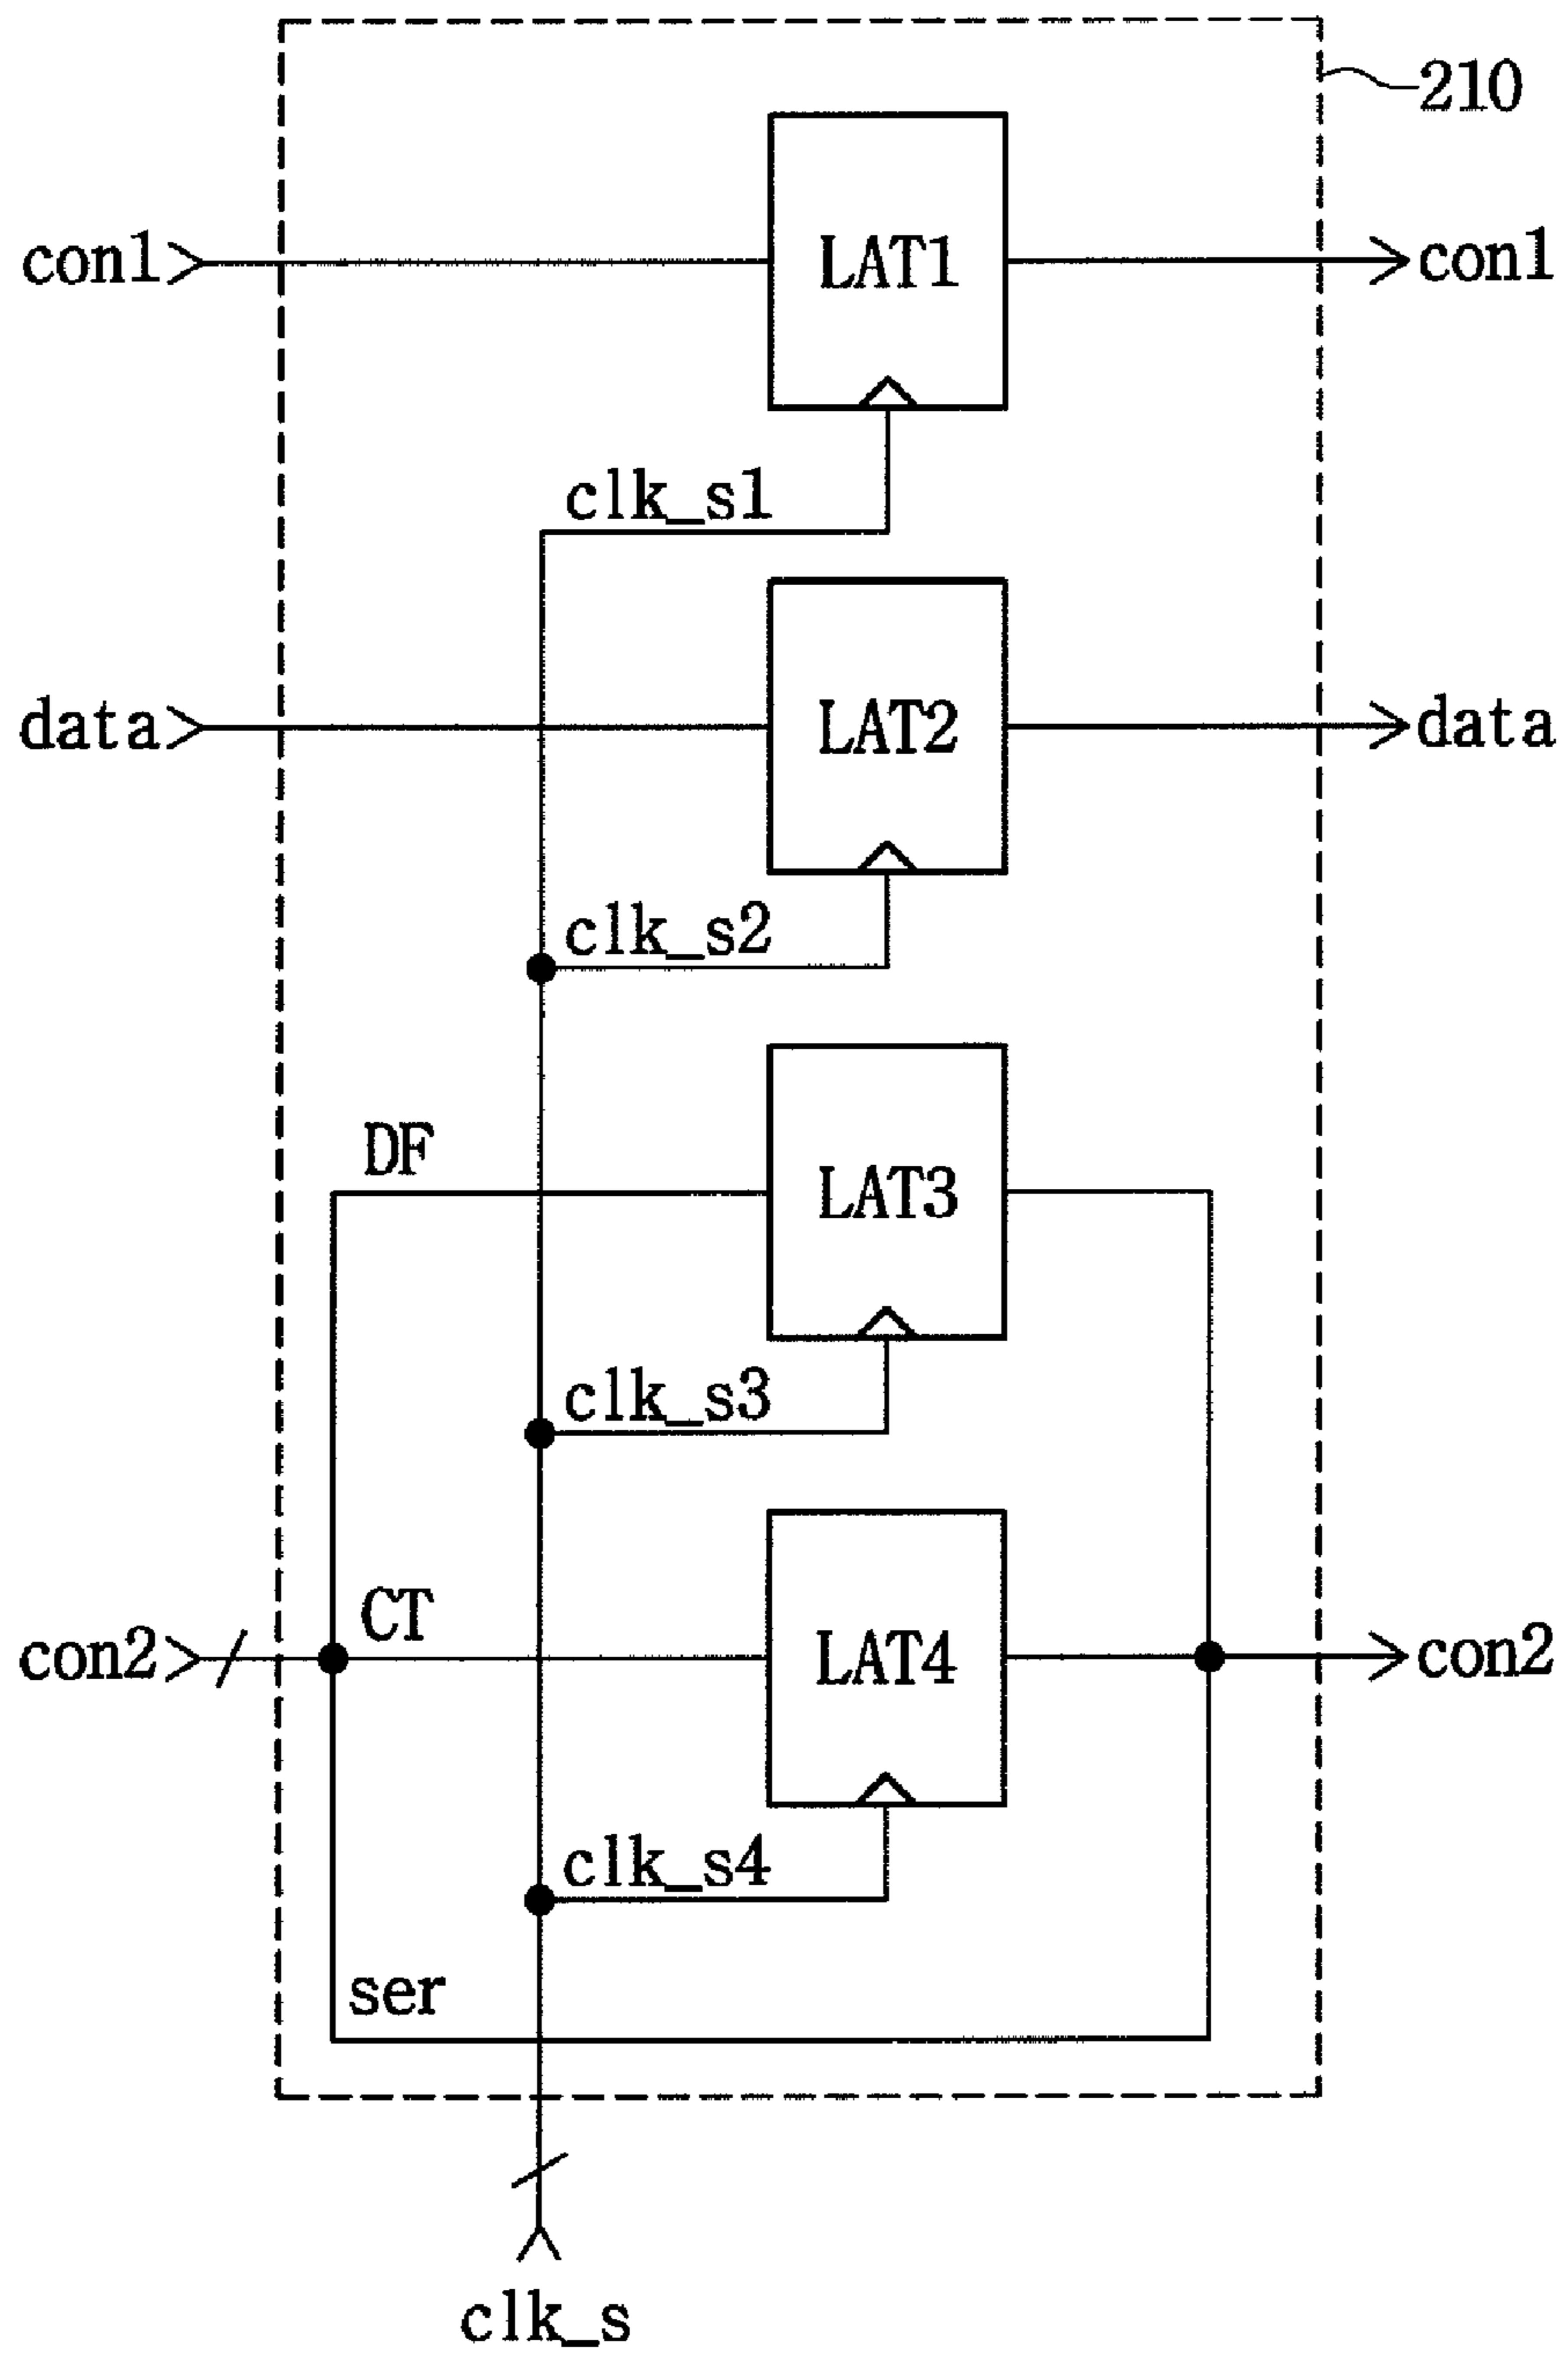 210
con1
LAT1
con1
clk_s1
data
LAT2
data
clk_s2
DF
LAT3
clk_s3
CT
con2
LAT4
con2
clk_s4
ser
clk_s